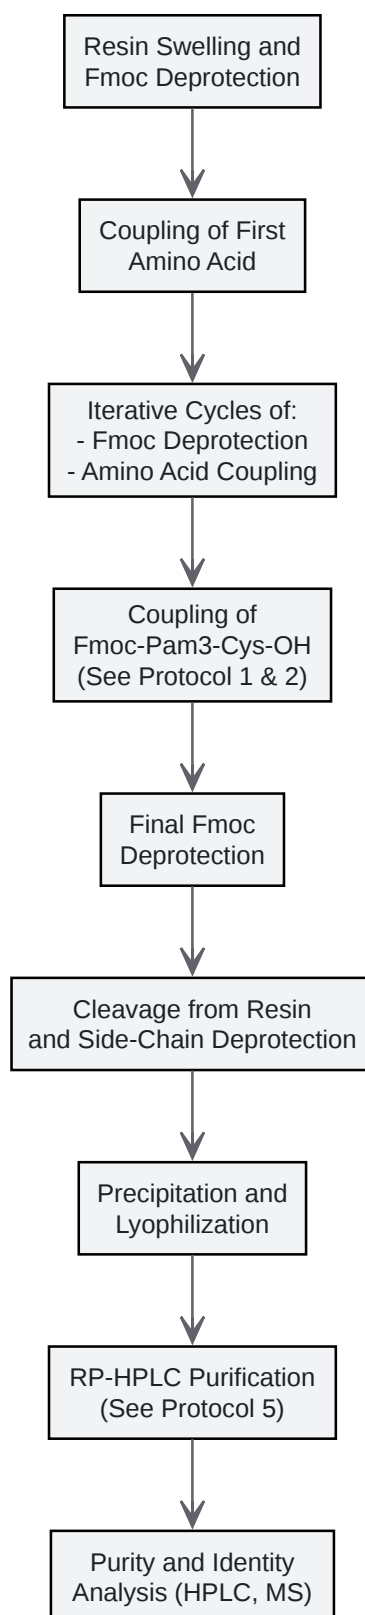 Resin Swelling and
Fmoc Deprotection
Coupling of First
Amino Acid
Iterative Cycles of:
- Fmoc Deprotection
- Amino Acid Coupling
Coupling of
Fmoc-Pam3-Cys-OH
(See Protocol 1 & 2)
Final Fmoc
Deprotection
Cleavage from Resin
and Side-Chain Deprotection
Precipitation and
Lyophilization
RP-HPLC Purification
(See Protocol 5)
Purity and Identity
Analysis (HPLC, MS)